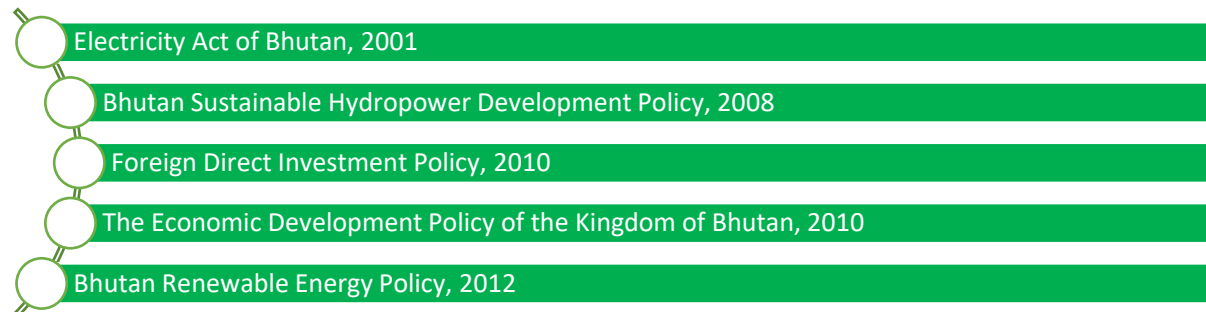 Electricity Act of Bhutan, 2001
Bhutan Sustainable Hydropower Development Policy, 2008
Foreign Direct Investment Policy, 2010
The Economic Development Policy of the Kingdom of Bhutan, 2010
Bhutan Renewable Energy Policy, 2012